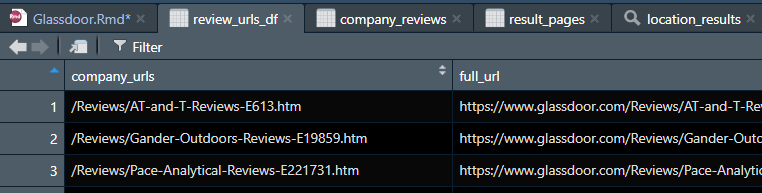 Glassdoor.Rmd* review_urls_df company_reviews result_pages location_results
Filter
company_urls full_url
1 /Reviews/AT-and-T-Reviews-E613.htm https://www.glassdoor.com/Reviews/AT-and-T-Re
2 /Reviews/Gander-Outdoors-Reviews-E19859.htm https://www.glassdoor.com/Reviews/Gander-Outd
3 /Reviews/Pace-Analytical-Reviews-E221731.htm https://www.glassdoor.com/Reviews/Pace-Analytic